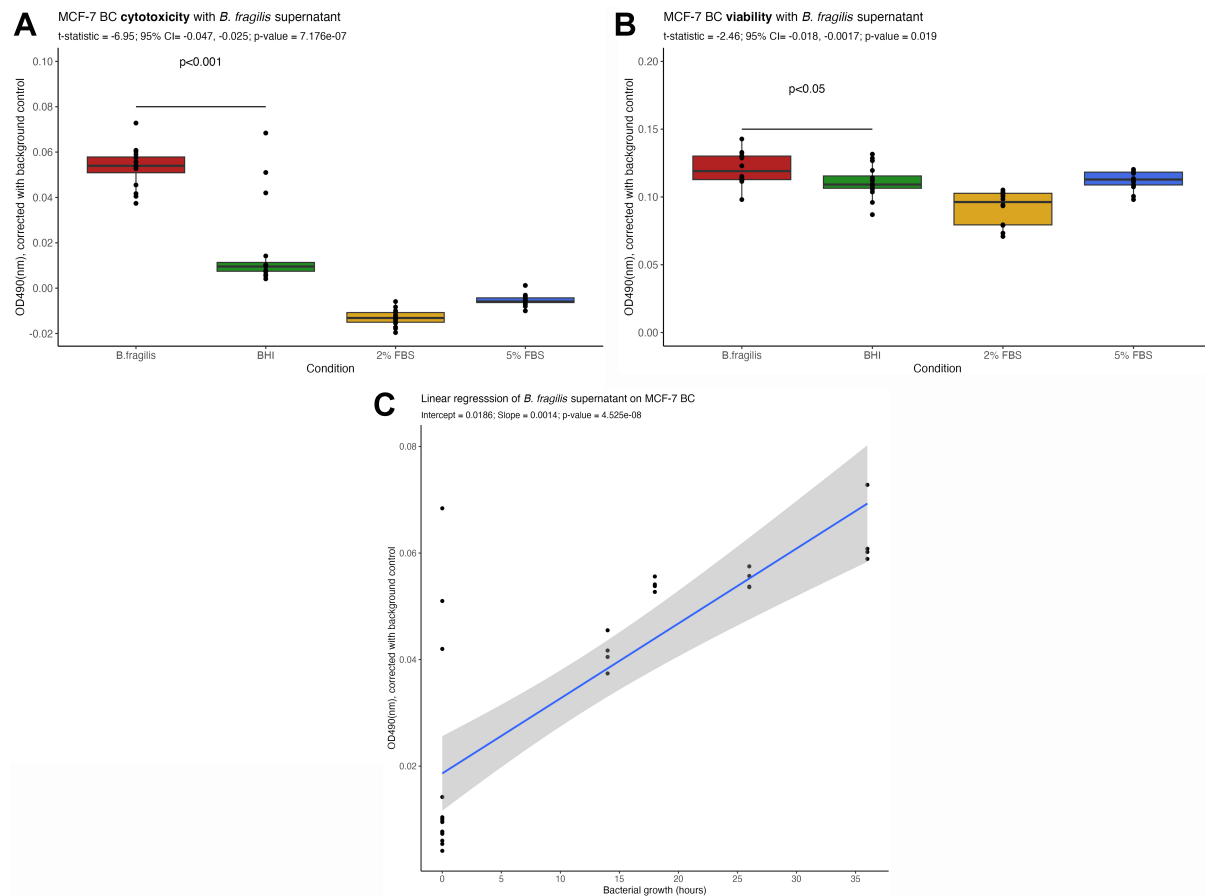 A
MCF-7 BC cytotoxicity with B. fragilis supernatant
t-statistic = -6.95; 95% CI= -0.047, -0.025; p-value = 7.176e-07
p<0.001
0.10
0.08
0.06
0.04
0.02
0.00
-0.02
OD490(nm), corrected with background control
B.fragilis
BHI
2% FBS
5% FBS
Condition
B
MCF-7 BC viability with B. fragilis supernatant
t-statistic = -2.46; 95% CI= -0.018, -0.0017; p-value = 0.019
p<0.05
0.20
0.15
0.10
0.05
0.00
OD490(nm), corrected with background control
B.fragilis
BHI
2% FBS
5% FBS
Condition
C
Linear regresssion of B. fragilis supernatant on MCF-7 BC
Intercept = 0.0186; Slope = 0.0014; p-value = 4.525e-08
0.08
0.06
0.04
0.02
OD490(nm), corrected with background control
0
5
10
15
20
25
30
35
Bacterial growth (hours)